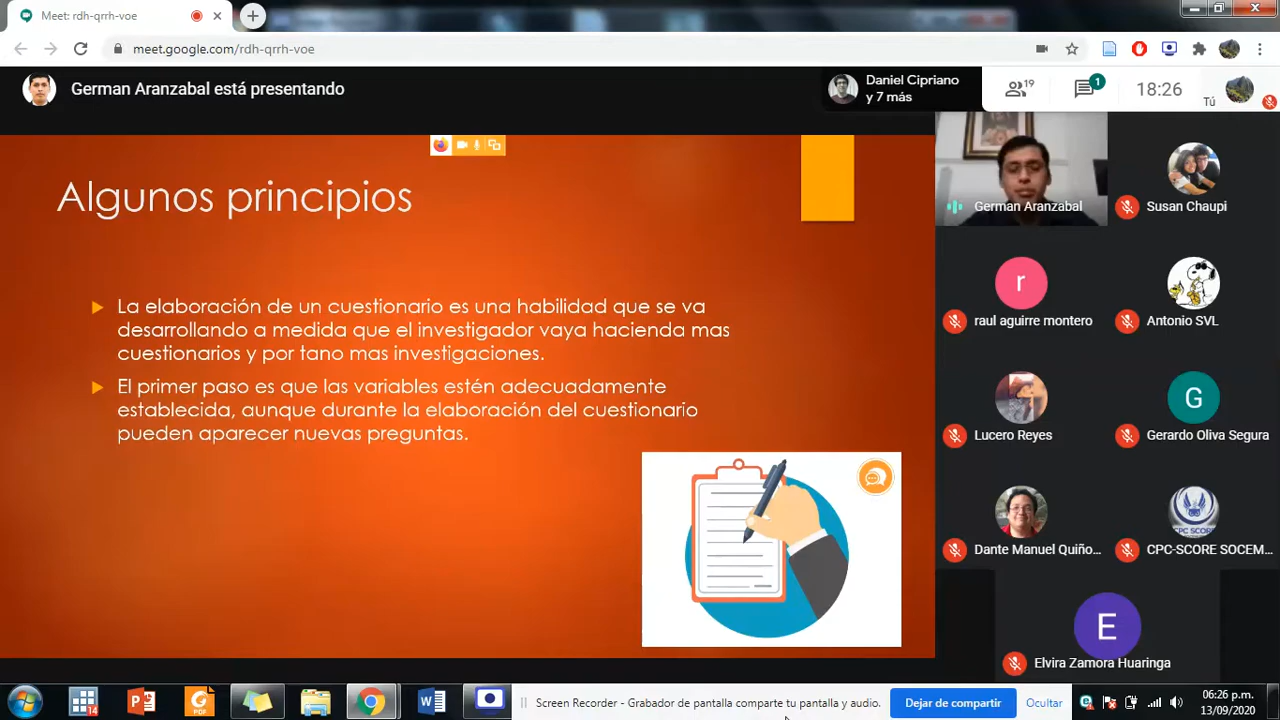 Meet: rdh-qrrh-voe
meet.google.com/rdh-qrrh-voe
German Aranzabal está presentando
Daniel Cipriano
y 7 más
19
1
18:26
Tú
Algunos principios
La elaboración de un cuestionario es una habilidad que se va
desarrollando a medida que el investigador vaya hacienda mas
cuestionarios y por tano mas investigaciones.
El primer paso es que las variables estén adecuadamente
establecida, aunque durante la elaboración del cuestionario
pueden aparecer nuevas preguntas.
German Aranzabal
Susan Chaupi
r
raul aguirre montero
Antonio SVL
Lucero Reyes
G
Gerardo Oliva Segura
Dante Manuel Quiño...
CPC-SCORE
CPC-SCORE SOCEM...
E
Elvira Zamora Huaringa
14
PDF
Screen Recorder - Grabador de pantalla comparte tu pantalla y audio.
Dejar de compartir
Ocultar
06:26 p.m.
13/09/2020